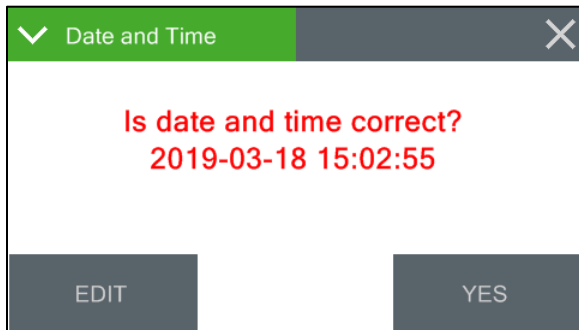 Date and Time
Is date and time correct?
2019-03-18 15:02:55
EDIT
YES